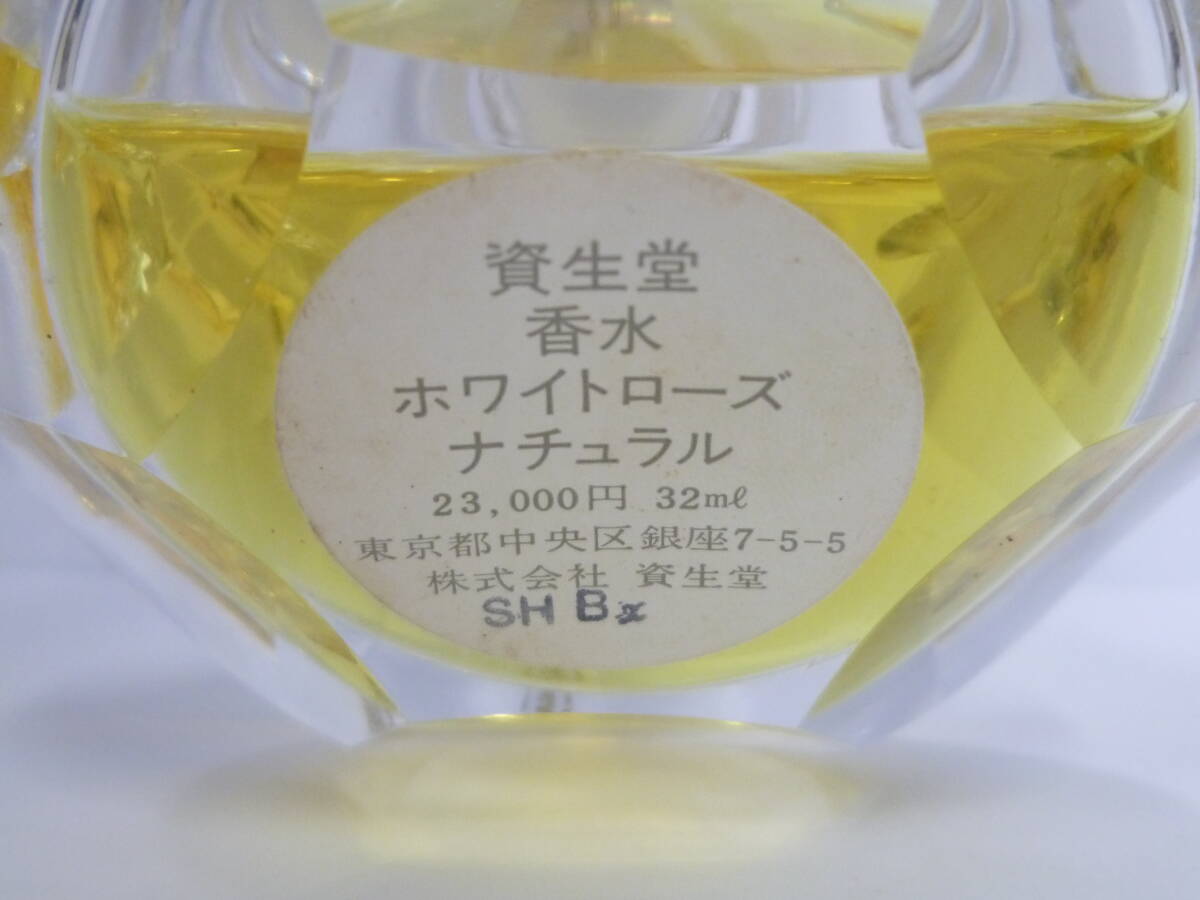 資生堂
香水
ホワイトローズ
ナチュラル
23,000円 32mℓ
東京都中央区銀座7-5-5
株式会社 資生堂
SH B